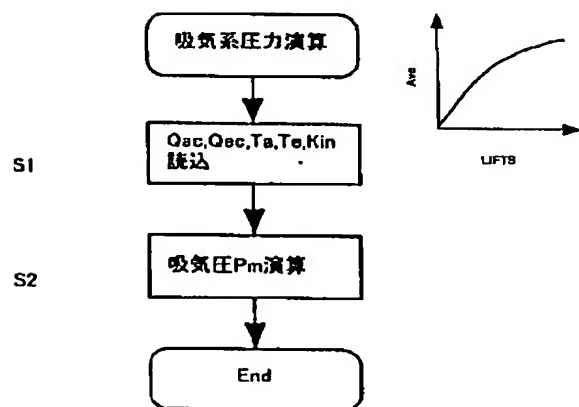 吸気系圧力演算
S1
Qac,Qec,Ta,Te,Kin
読込
S2
吸気圧Pm演算
End
Ave
LIFTS